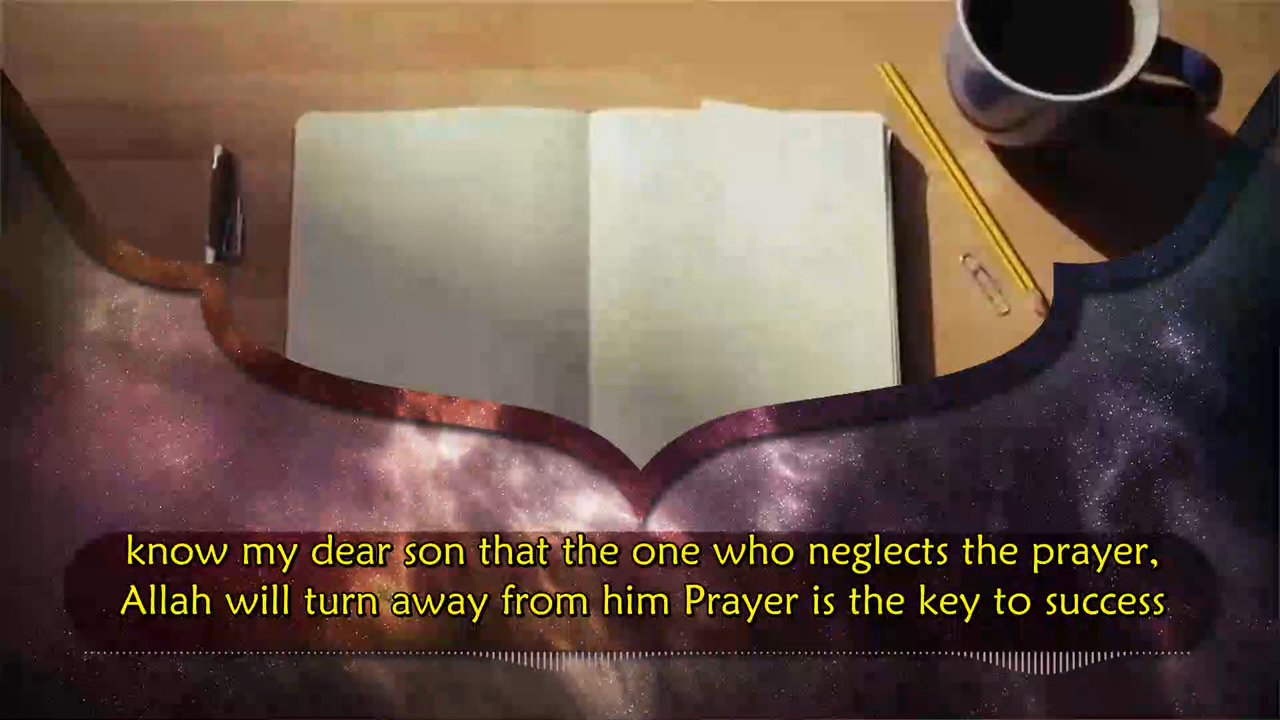 know my dear son that the one who neglects the prayer,
Allah will turn away from him Prayer is the key to success